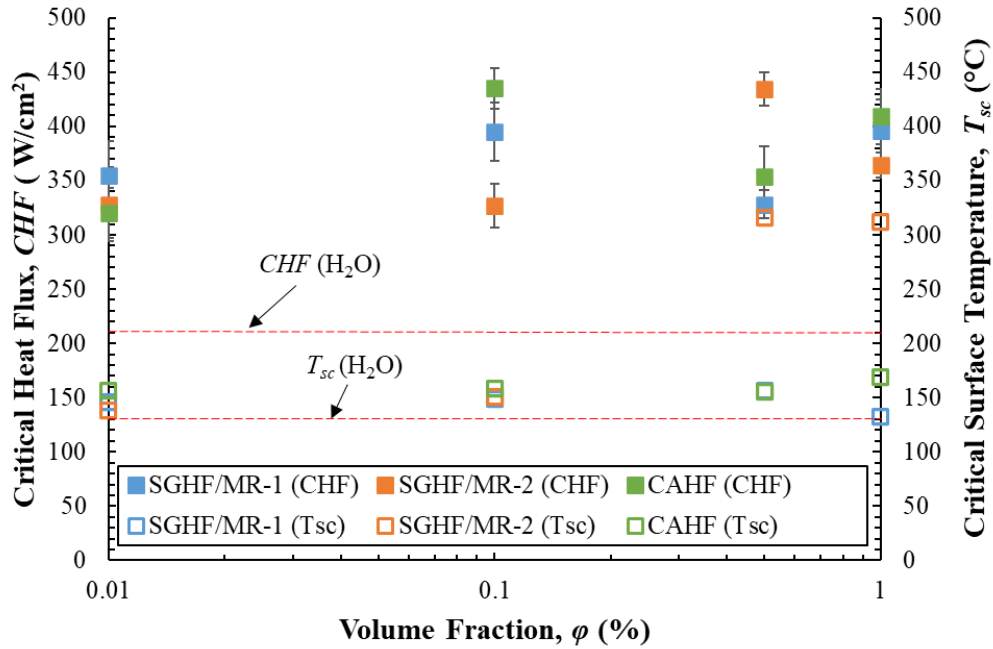 Critical Heat Flux, CHF ( W/cm²)
500
450
400
350
300
250
200
150
100
50
0
CHF (H₂O)
Tsc (H₂O)
SGHF/MR-1 (CHF) SGHF/MR-2 (CHF) CAHF (CHF)
SGHF/MR-1 (Tsc) SGHF/MR-2 (Tsc) CAHF (Tsc)
500
450
400
350
300
250
200
150
100
50
0
Critical Surface Temperature, Tsc (°C)
0.01 0.1 1
Volume Fraction, φ (%)